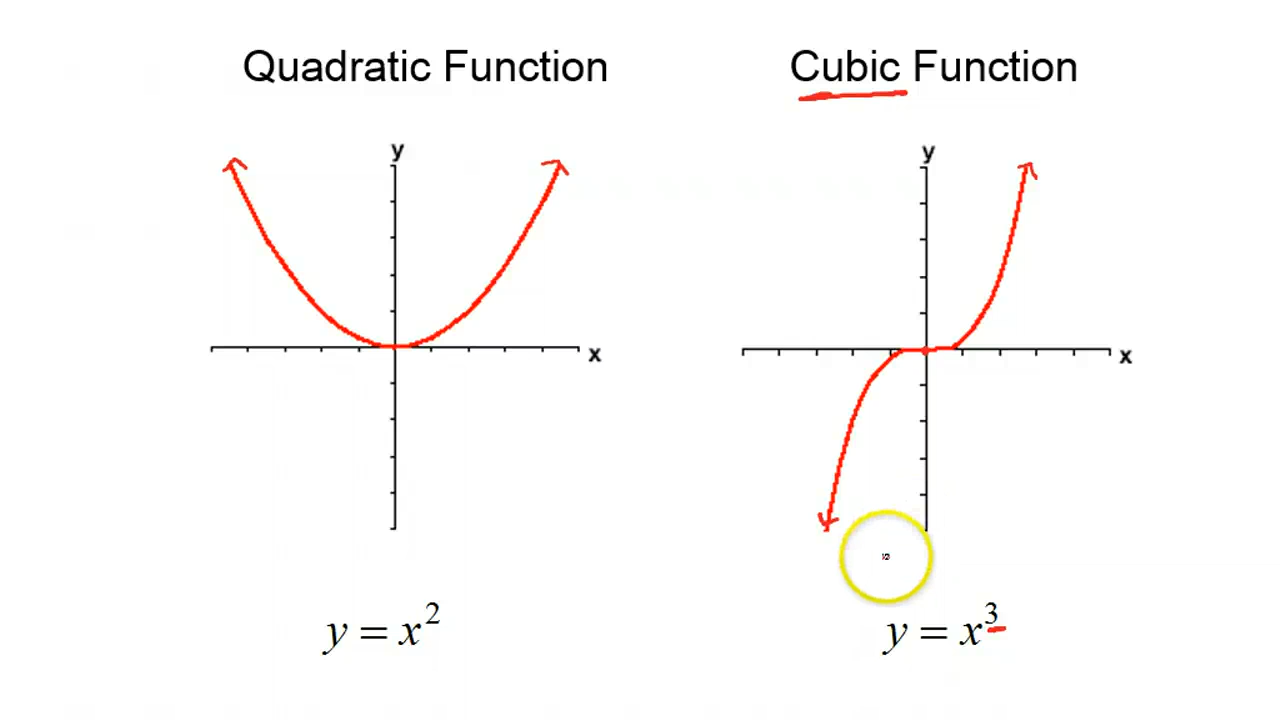 Quadratic Function
Cubic Function
y
y
x
x
y = x²
y = x³